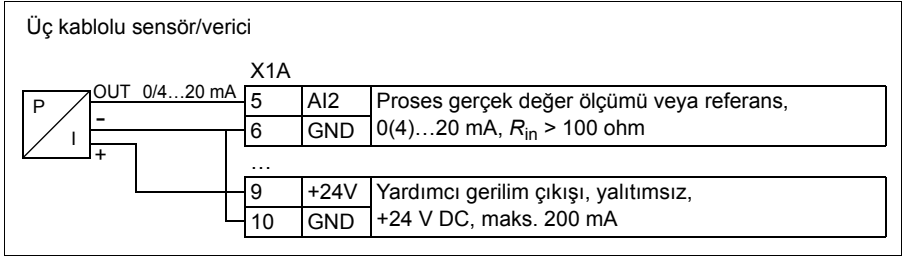 Üç kablolu sensör/verici
X1A
P
I
OUT 0/4…20 mA
-
+
5 AI2 Proses gerçek değer ölçümü veya referans,
6 GND 0(4)…20 mA, Rin > 100 ohm
…
9 +24V Yardımcı gerilim çıkışı, yalıtımsız,
10 GND +24 V DC, maks. 200 mA